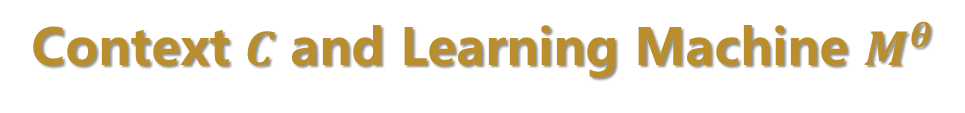 Context 𝑪 and Learning Machine 𝑴^𝜽